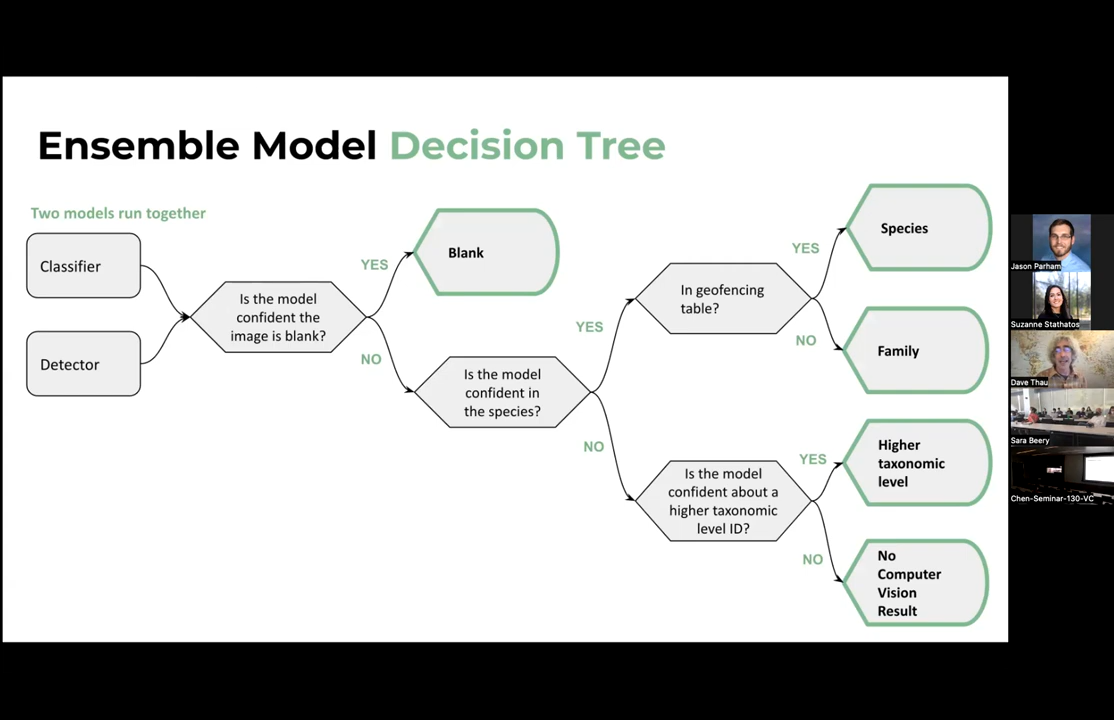 Ensemble Model Decision Tree
Two models run together
Classifier
Detector
Is the model
confident the
image is blank?
YES
Blank
NO
Is the model
confident in
the species?
YES
In geofencing
table?
YES
Species
NO
Family
NO
Is the model
confident about a
higher taxonomic
level ID?
YES
Higher
taxonomic
level
NO
No
Computer
Vision
Result
Jason Parham
Suzanne Stathatos
Dave Thau
Sara Beery
Chen-Seminar-130-VC